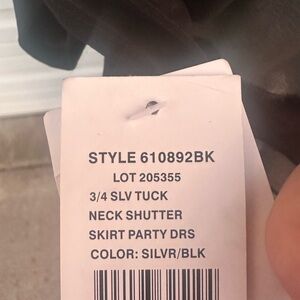 STYLE 610892BK
LOT 205355
3/4 SLV TUCK
NECK SHUTTER
SKIRT PARTY DRS
COLOR: SILVR/BLK